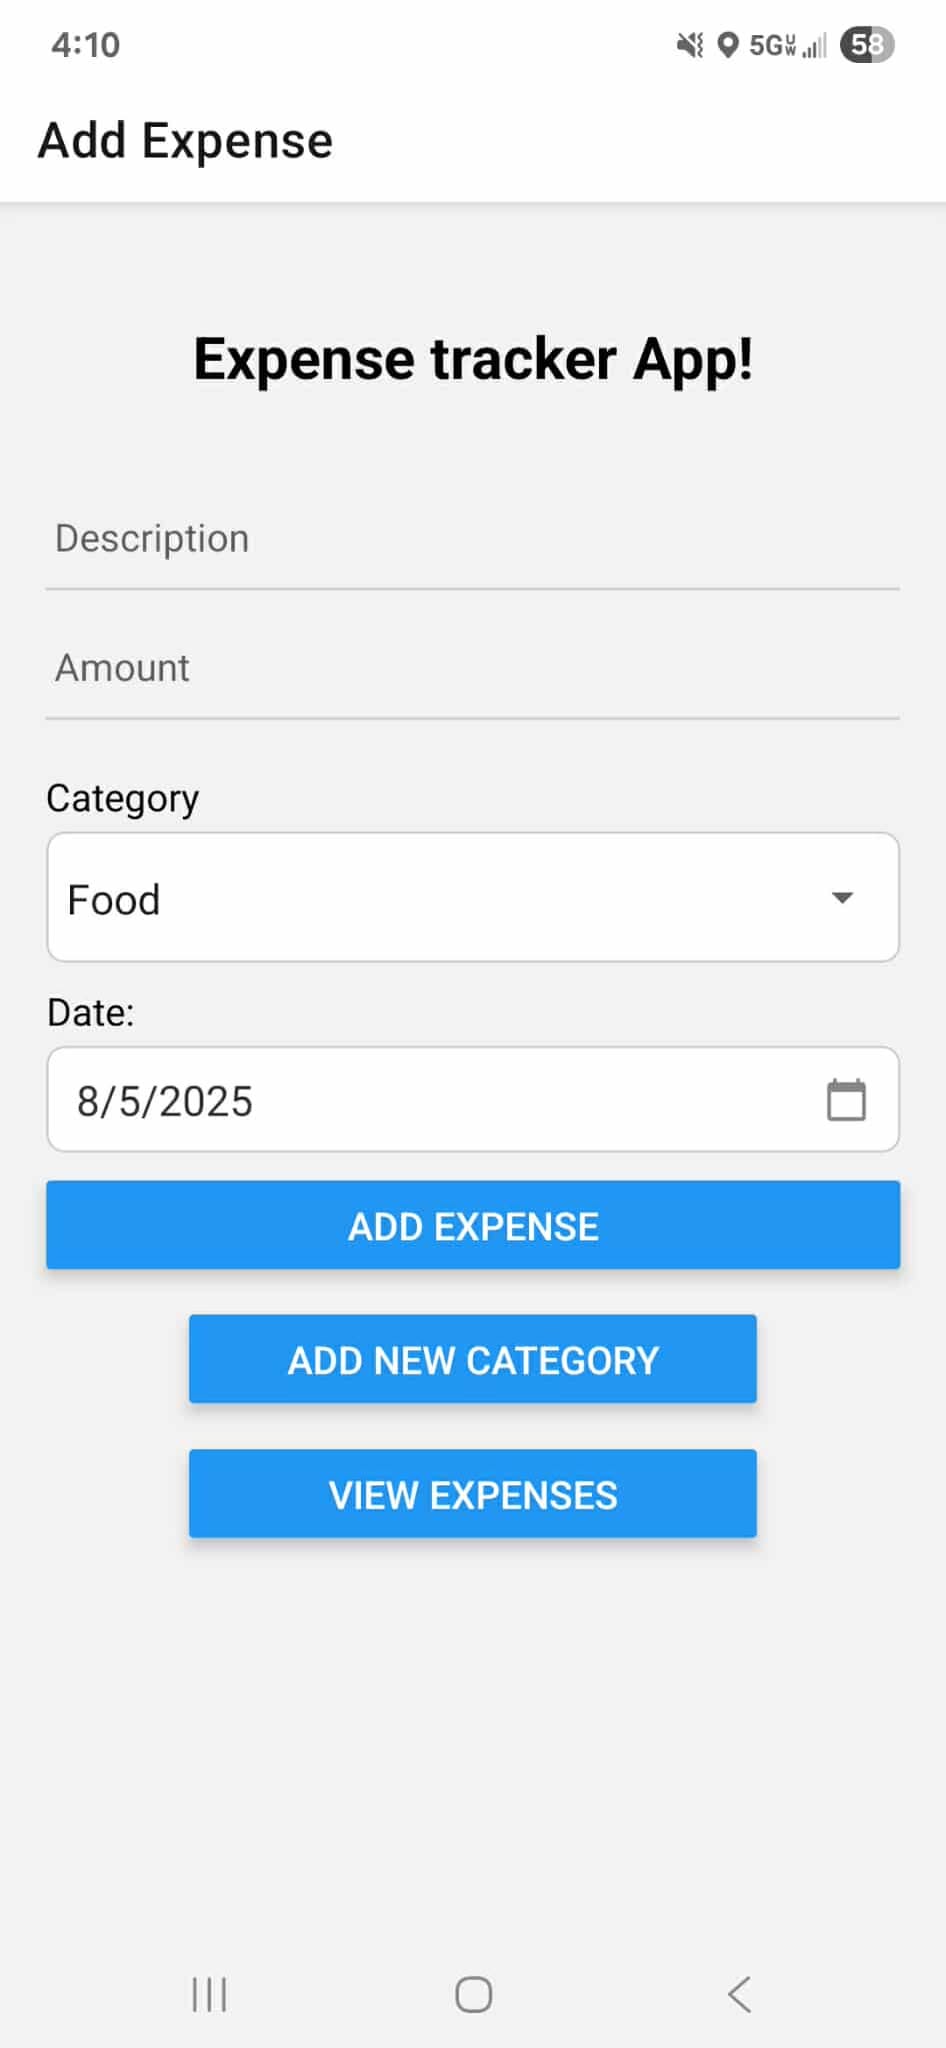 4:10
5G UW 58
Add Expense
Expense tracker App!
Description
Amount
Category
Food
Date:
8/5/2025
ADD EXPENSE
ADD NEW CATEGORY
VIEW EXPENSES